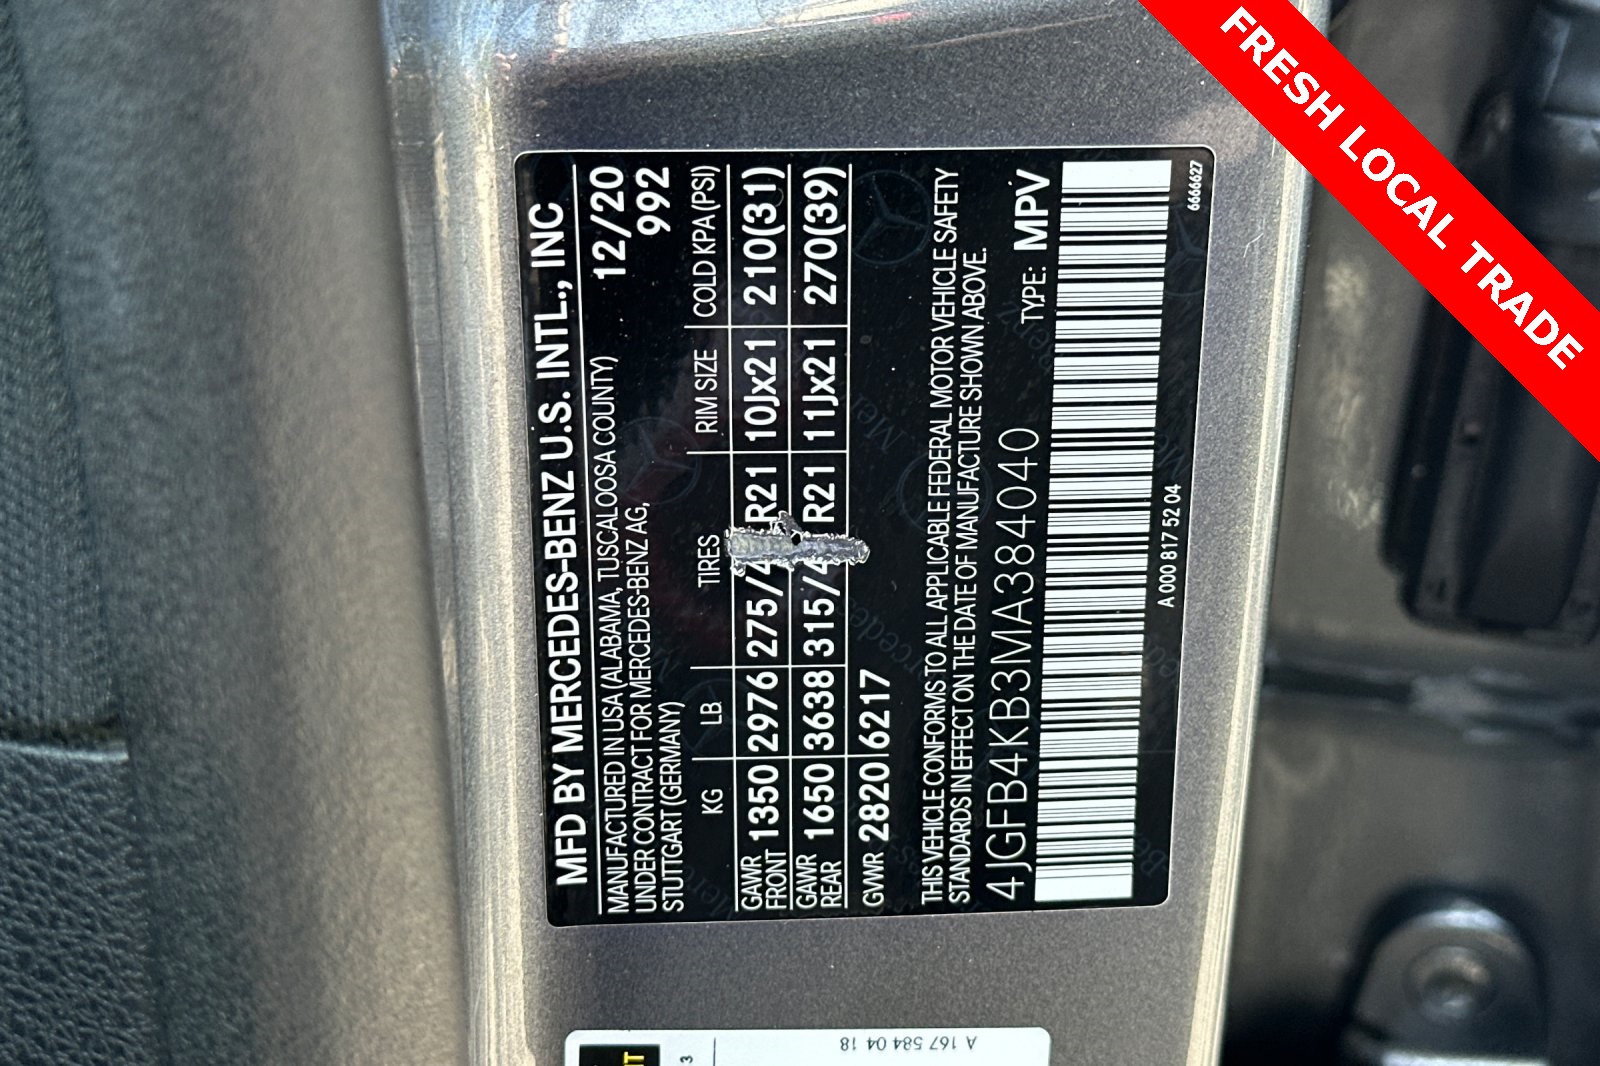 FRESH LOCAL TRADE
MFD BY MERCEDES-BENZ U.S. INTL., INC
MANUFACTURED IN USA (ALABAMA, TUSCALOOSA COUNTY) 12/20
UNDER CONTRACT FOR MERCEDES-BENZ AG, 992
STUTTGART (GERMANY)
KG LB TIRES RIM SIZE COLD KPA (PSI)
GAWR FRONT 1350 2976 275/4 R21 10Jx21 210(31)
GAWR REAR 1650 3638 315/4 R21 11Jx21 270(39)
GVWR 2820 6217
THIS VEHICLE CONFORMS TO ALL APPLICABLE FEDERAL MOTOR VEHICLE SAFETY
STANDARDS IN EFFECT ON THE DATE OF MANUFACTURE SHOWN ABOVE.
4JGFB4KB3MA384040 TYPE: MPV
A 000 817 52 04 6666627
A 167 584 04 18
3